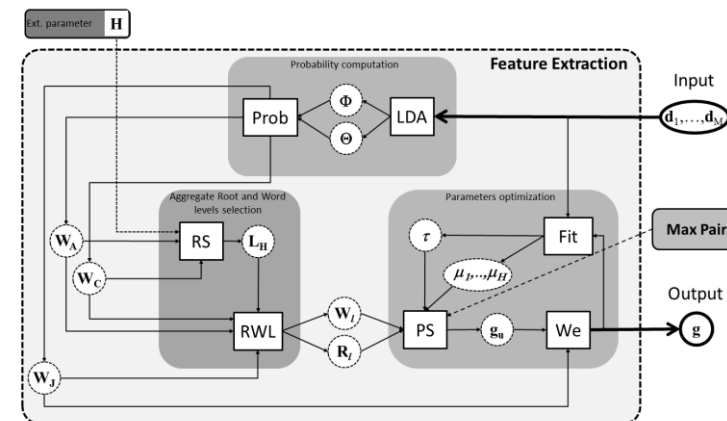 Ext. parameter H
Probability computation
Feature Extraction
Input
Prob
Φ
Θ
LDA
d1,…,dM
Aggregate Root and Word
levels selection
Parameters optimization
WA
RS
LH
τ
Fit
Max Pair
WC
μ1,..,μH
Output
RWL
Wl
Rl
PS
gu
We
g
WJ